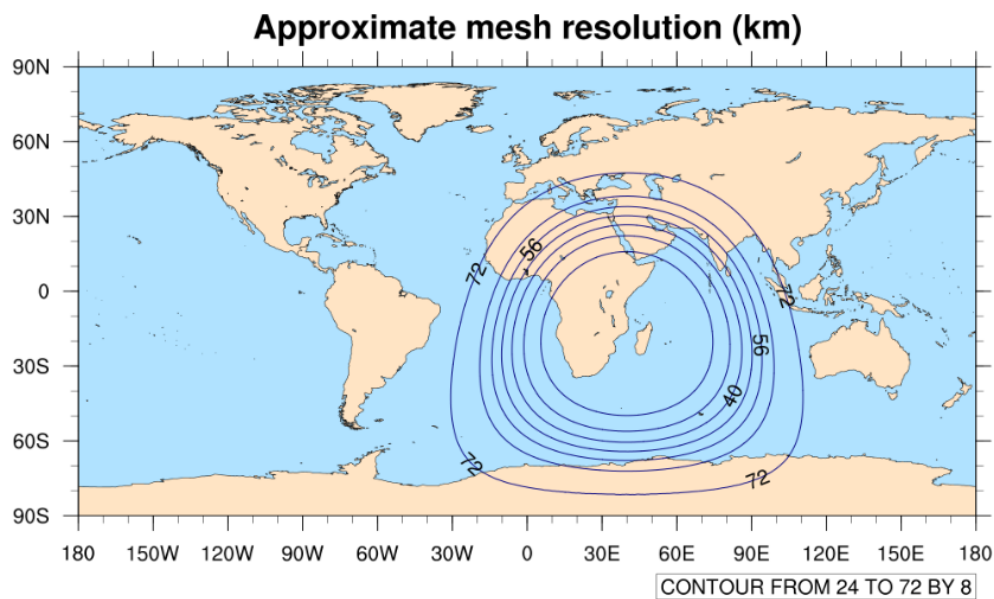 Approximate mesh resolution (km)
90N
60N
30N
0
30S
60S
90S
72
56
72
56
40
72
72
180 150W 120W 90W 60W 30W 0 30E 60E 90E 120E 150E 180
CONTOUR FROM 24 TO 72 BY 8